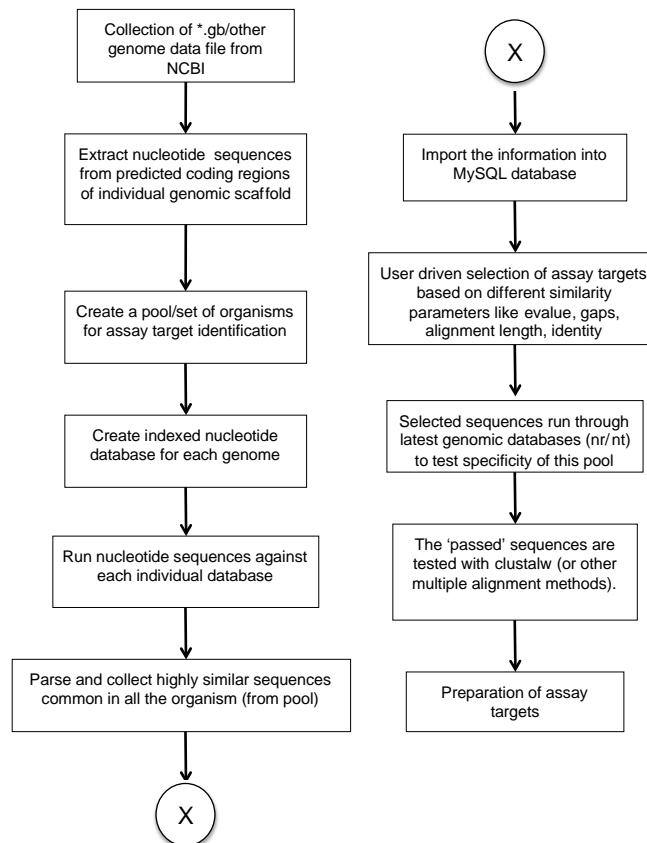 Collection of *.gb/other
genome data file from
NCBI
Extract nucleotide sequences
from predicted coding regions
of individual genomic scaffold
Create a pool/set of organisms
for assay target identification
Create indexed nucleotide
database for each genome
Run nucleotide sequences against
each individual database
Parse and collect highly similar sequences
common in all the organism (from pool)
X
X
Import the information into
MySQL database
User driven selection of assay targets
based on different similarity
parameters like evalue, gaps,
alignment length, identity
Selected sequences run through
latest genomic databases (nr/nt)
to test specificity of this pool
The ‘passed’ sequences are
tested with clustalw (or other
multiple alignment methods).
Preparation of assay
targets